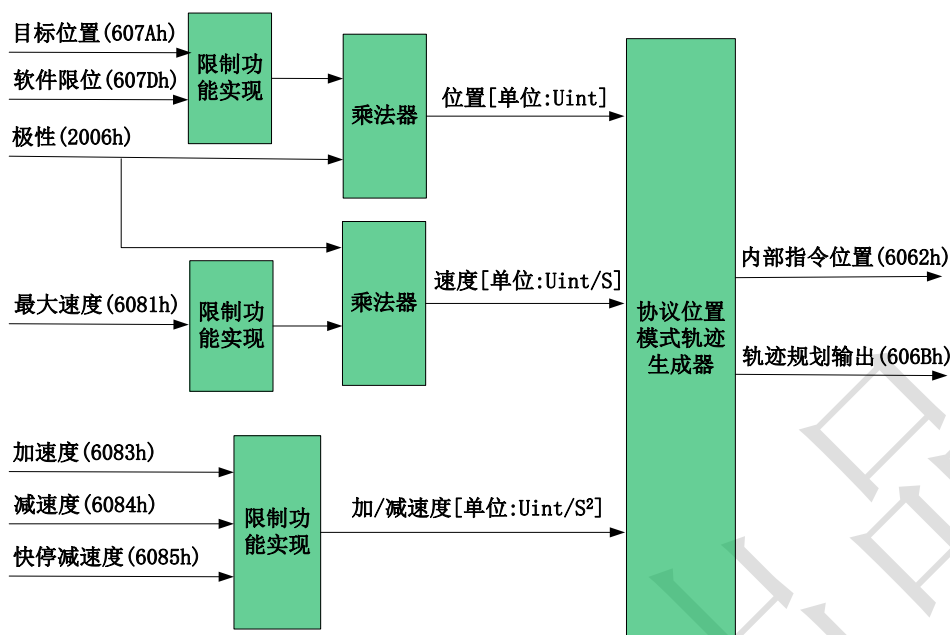 目标位置(607Ah)
软件限位(607Dh)
极性(2006h)
限制功
能实现
乘法器
位置[单位:Uint]
最大速度(6081h)
限制功
能实现
乘法器
速度[单位:Uint/S]
加速度(6083h)
减速度(6084h)
快停减速度(6085h)
限制功
能实现
加/减速度[单位:Uint/S²]
协议位置
模式轨迹
生成器
内部指令位置(6062h)
轨迹规划输出(606Bh)